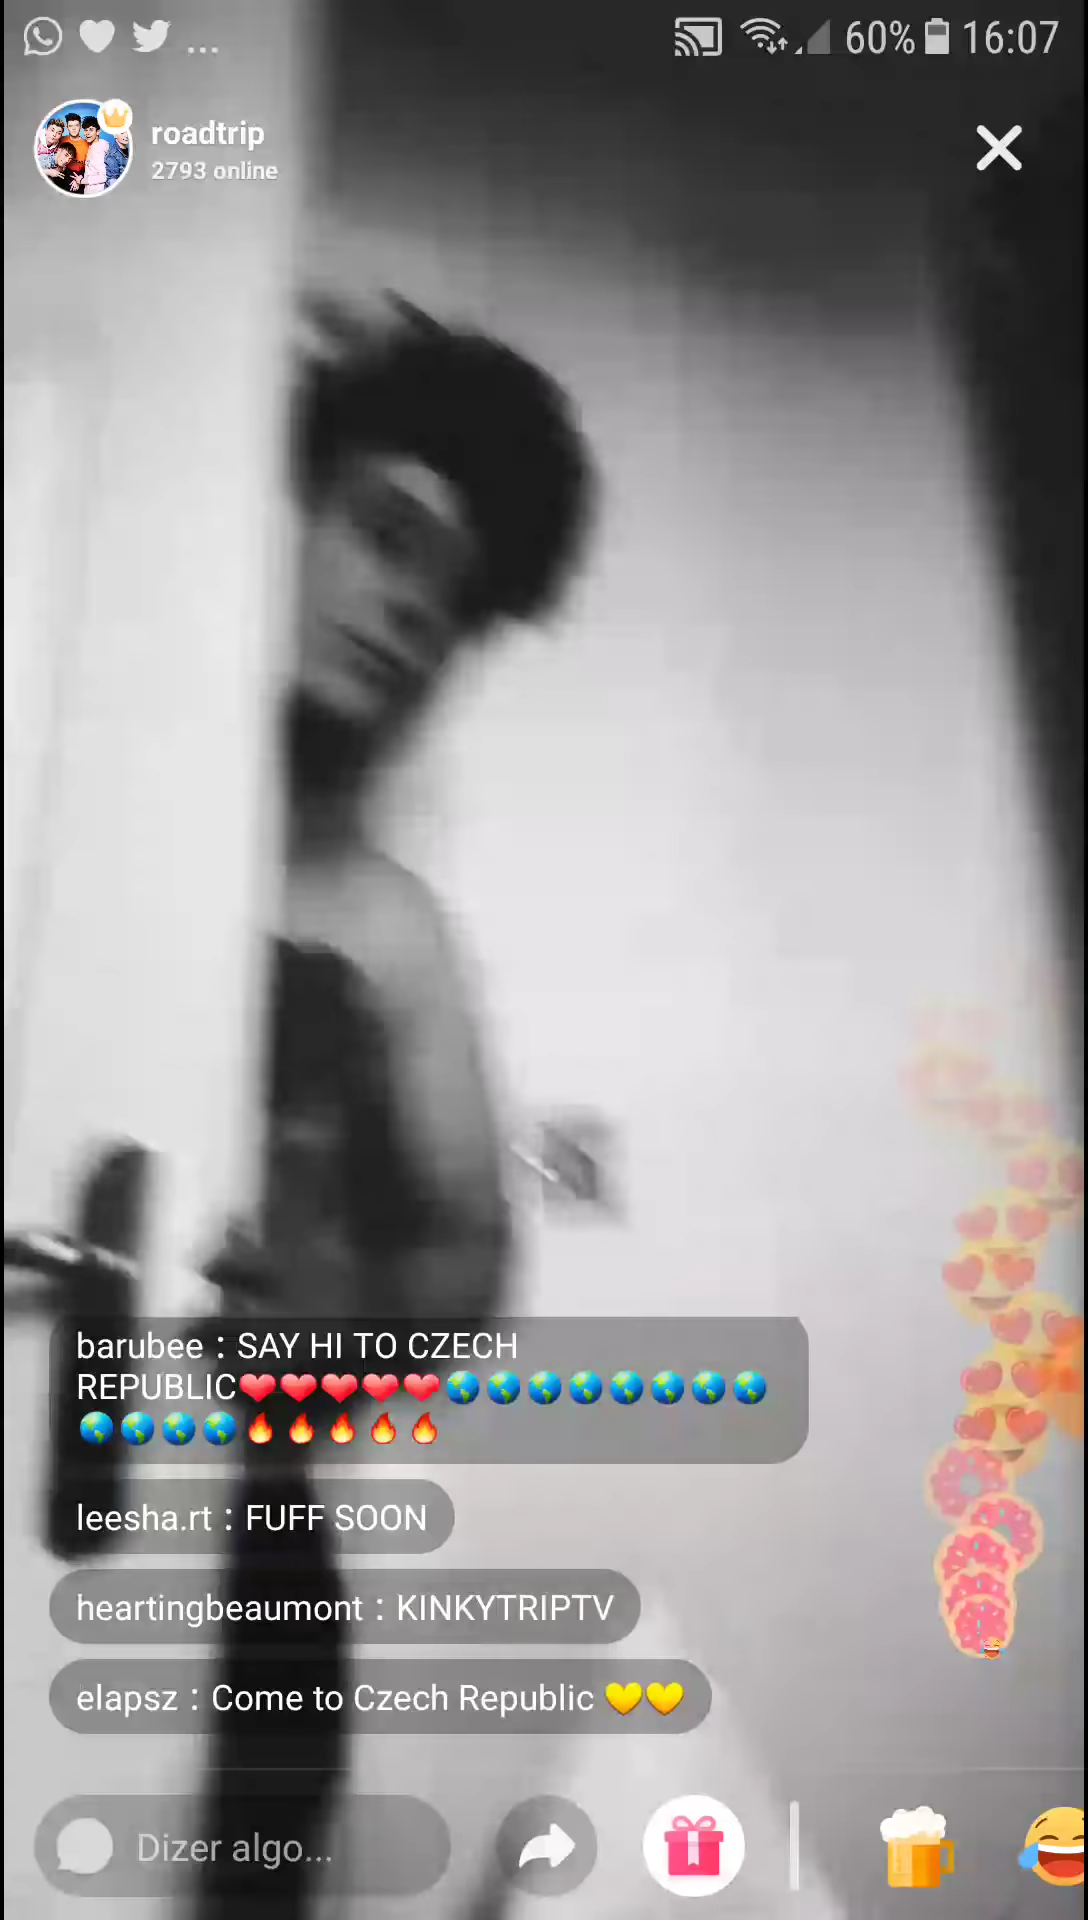 ... 60% 16:07
roadtrip
2793 online
barubee : SAY HI TO CZECH
REPUBLIC❤❤❤❤❤🌎🌎🌎🌎🌎🌎🌎🌎
🌎🌎🌎🌎🔥🔥🔥🔥🔥
leesha.rt : FUFF SOON
heartingbeaumont : KINKYTRIPTV
elapsz : Come to Czech Republic 💛💛
Dizer algo...